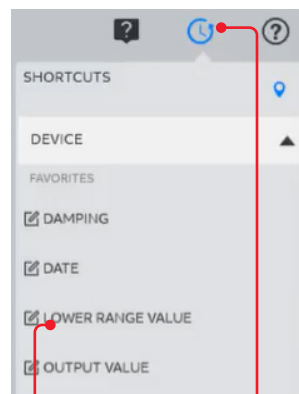 SHORTCUTS
DEVICE
FAVORITES
DAMPING
DATE
LOWER RANGE VALUE
OUTPUT VALUE